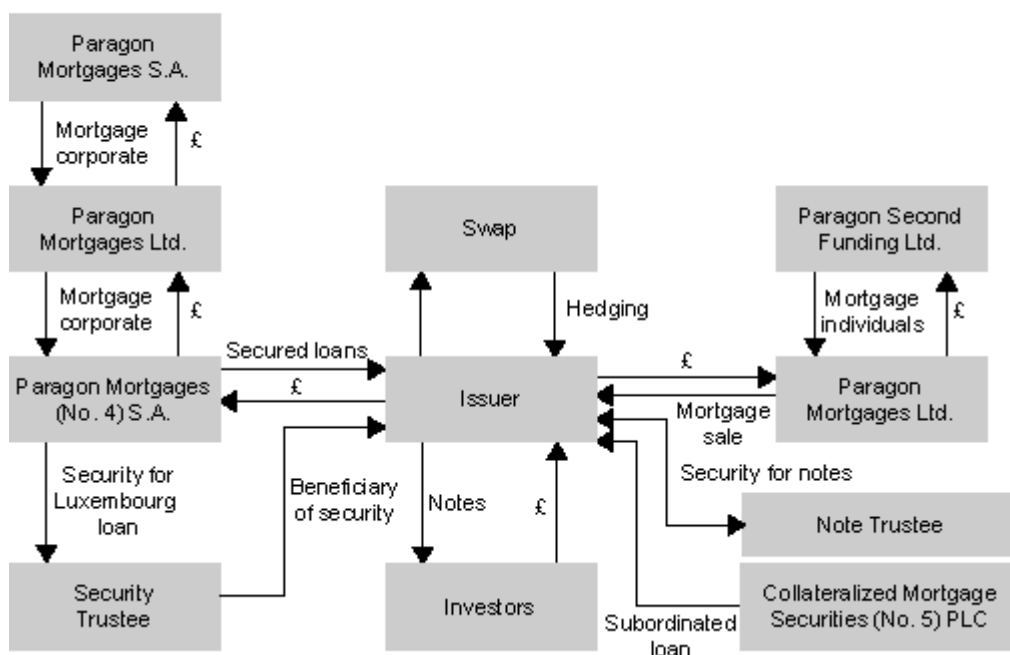 Paragon
Mortgages S.A.
Mortgage
corporate
£
Paragon
Mortgages Ltd.
Mortgage
corporate
£
Paragon Mortgages
(No. 4) S.A.
Security for
Luxembourg
loan
Security
Trustee
Secured loans
£
Beneficiary
of security
Swap
Hedging
Issuer
Notes
£
Investors
Paragon Second
Funding Ltd.
Mortgage
individuals
£
£
Paragon
Mortgages Ltd.
Mortgage
sale
Security for notes
Note Trustee
Collateralized Mortgage
Securities (No. 5) PLC
Subordinated
loan